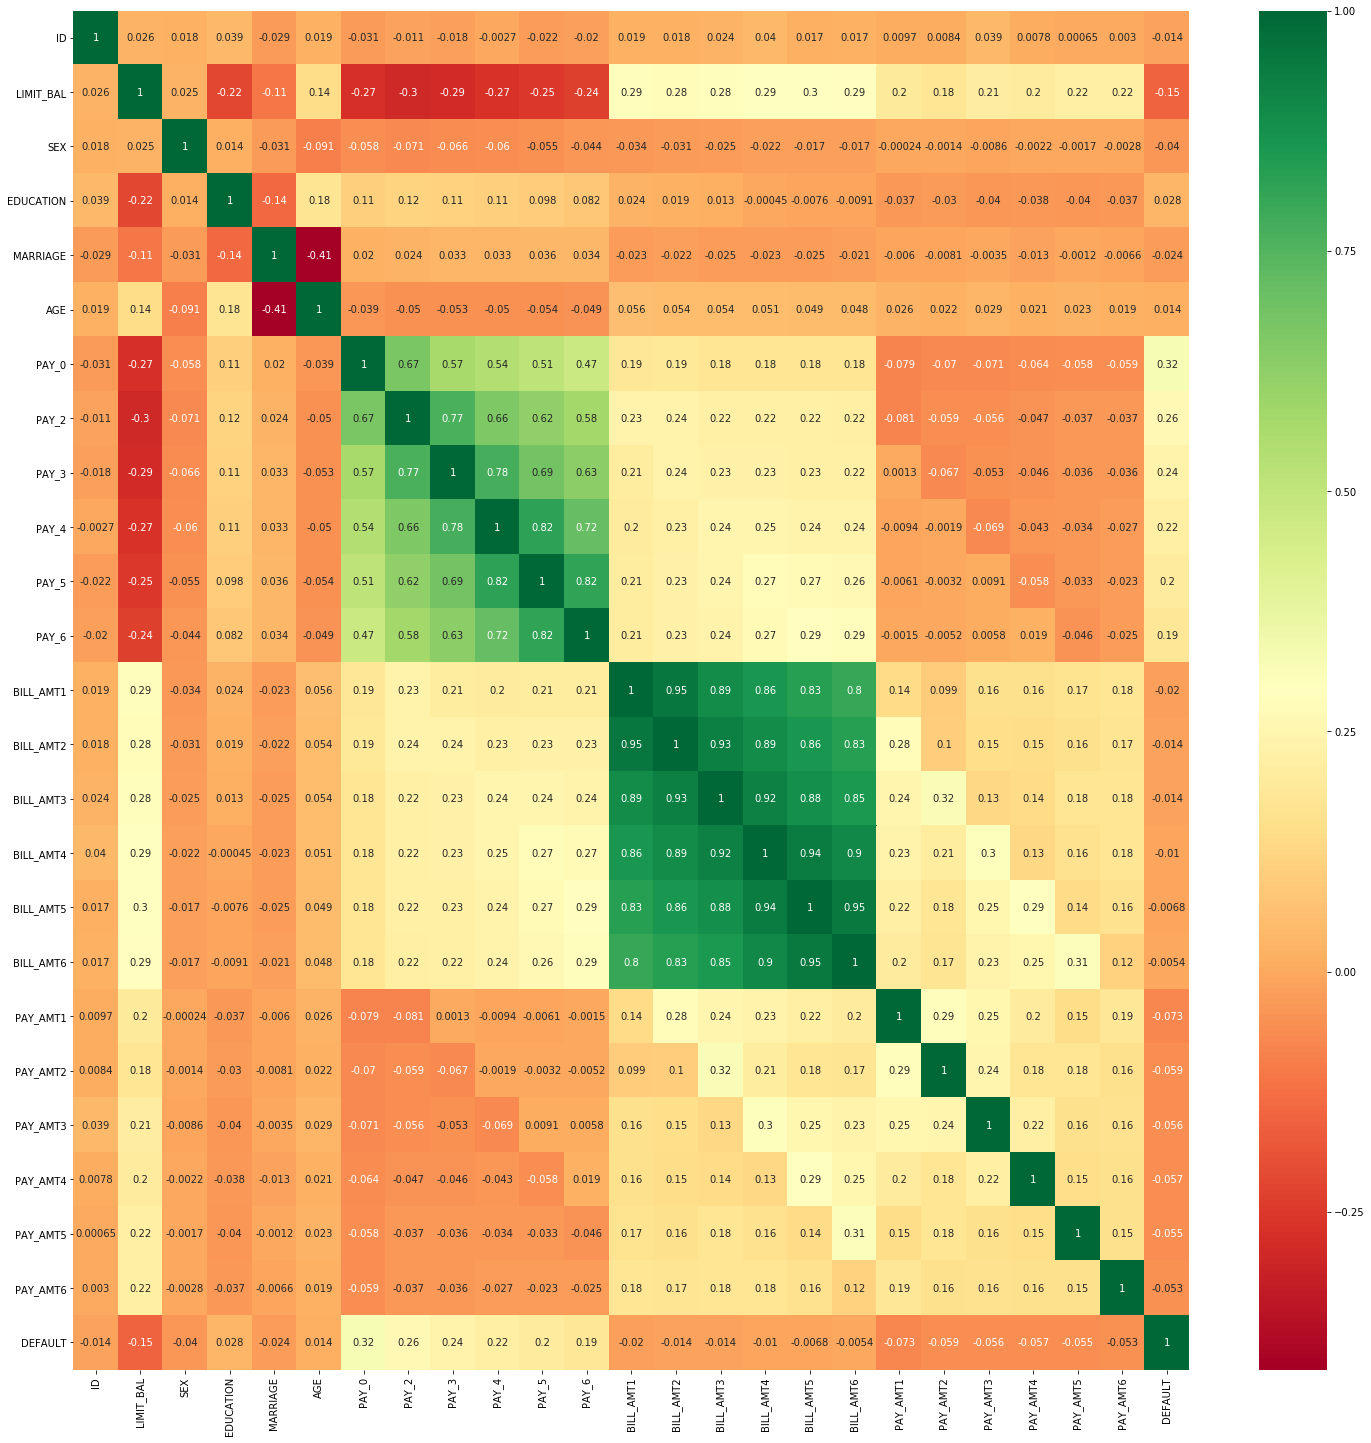 ID 1 0.026 0.018 0.039 -0.029 0.019 -0.031 -0.011 -0.018 -0.0027 -0.022 -0.02 0.019 0.018 0.024 0.04 0.017 0.017 0.0097 0.0084 0.039 0.0078 0.00065 0.003 -0.014
LIMIT_BAL 0.026 1 0.025 -0.22 -0.11 0.14 -0.27 -0.3 -0.29 -0.27 -0.25 -0.24 0.29 0.28 0.28 0.29 0.3 0.29 0.2 0.18 0.21 0.2 0.22 0.22 -0.15
SEX 0.018 0.025 1 0.014 -0.031 -0.091 -0.058 -0.071 -0.066 -0.06 -0.055 -0.044 -0.034 -0.031 -0.025 -0.022 -0.017 -0.017 -0.00024 -0.0014 -0.0086 -0.0022 -0.0017 -0.0028 -0.04
EDUCATION 0.039 -0.22 0.014 1 -0.14 0.18 0.11 0.12 0.11 0.11 0.098 0.082 0.024 0.019 0.013 -0.00045 -0.0076 -0.0091 -0.037 -0.03 -0.04 -0.038 -0.04 -0.037 0.028
MARRIAGE -0.029 -0.11 -0.031 -0.14 1 -0.41 0.02 0.024 0.033 0.033 0.036 0.034 -0.023 -0.022 -0.025 -0.023 -0.025 -0.021 -0.006 -0.0081 -0.0035 -0.013 -0.0012 -0.0066 -0.024
AGE 0.019 0.14 -0.091 0.18 -0.41 1 -0.039 -0.05 -0.053 -0.05 -0.054 -0.049 0.056 0.054 0.054 0.051 0.049 0.048 0.026 0.022 0.029 0.021 0.023 0.019 0.014
PAY_0 -0.031 -0.27 -0.058 0.11 0.02 -0.039 1 0.67 0.57 0.54 0.51 0.47 0.19 0.19 0.18 0.18 0.18 0.18 -0.079 -0.07 -0.071 -0.064 -0.058 -0.059 0.32
PAY_2 -0.011 -0.3 -0.071 0.12 0.024 -0.05 0.67 1 0.77 0.66 0.62 0.58 0.23 0.24 0.22 0.22 0.22 0.22 -0.081 -0.059 -0.056 -0.047 -0.037 -0.037 0.26
PAY_3 -0.018 -0.29 -0.066 0.11 0.033 -0.053 0.57 0.77 1 0.78 0.69 0.63 0.21 0.24 0.23 0.23 0.23 0.22 0.0013 -0.067 -0.053 -0.046 -0.036 -0.036 0.24
PAY_4 -0.0027 -0.27 -0.06 0.11 0.033 -0.05 0.54 0.66 0.78 1 0.82 0.72 0.2 0.23 0.24 0.25 0.24 0.24 -0.0094 -0.0019 -0.069 -0.043 -0.034 -0.027 0.22
PAY_5 -0.022 -0.25 -0.055 0.098 0.036 -0.054 0.51 0.62 0.69 0.82 1 0.82 0.21 0.23 0.24 0.27 0.27 0.26 -0.0061 -0.0032 0.0091 -0.058 -0.033 -0.023 0.2
PAY_6 -0.02 -0.24 -0.044 0.082 0.034 -0.049 0.47 0.58 0.63 0.72 0.82 1 0.21 0.23 0.24 0.27 0.29 0.29 -0.0015 -0.0052 0.0058 0.019 -0.046 -0.025 0.19
BILL_AMT1 0.019 0.29 -0.034 0.024 -0.023 0.056 0.19 0.23 0.21 0.2 0.21 0.21 1 0.95 0.89 0.86 0.83 0.8 0.14 0.099 0.16 0.16 0.17 0.18 -0.02
BILL_AMT2 0.018 0.28 -0.031 0.019 -0.022 0.054 0.19 0.24 0.24 0.23 0.23 0.23 0.95 1 0.93 0.89 0.86 0.83 0.28 0.1 0.15 0.15 0.16 0.17 -0.014
BILL_AMT3 0.024 0.28 -0.025 0.013 -0.025 0.054 0.18 0.22 0.23 0.24 0.24 0.24 0.89 0.93 1 0.92 0.88 0.85 0.24 0.32 0.13 0.14 0.18 0.18 -0.014
BILL_AMT4 0.04 0.29 -0.022 -0.00045 -0.023 0.051 0.18 0.22 0.23 0.25 0.27 0.27 0.86 0.89 0.92 1 0.94 0.9 0.23 0.21 0.3 0.13 0.16 0.18 -0.01
BILL_AMT5 0.017 0.3 -0.017 -0.0076 -0.025 0.049 0.18 0.22 0.23 0.24 0.27 0.29 0.83 0.86 0.88 0.94 1 0.95 0.22 0.18 0.25 0.29 0.14 0.16 -0.0068
BILL_AMT6 0.017 0.29 -0.017 -0.0091 -0.021 0.048 0.18 0.22 0.22 0.24 0.26 0.29 0.8 0.83 0.85 0.9 0.95 1 0.2 0.17 0.23 0.25 0.31 0.12 -0.0054
PAY_AMT1 0.0097 0.2 -0.00024 -0.037 -0.006 0.026 -0.079 -0.081 0.0013 -0.0094 -0.0061 -0.0015 0.14 0.28 0.24 0.23 0.22 0.2 1 0.29 0.25 0.2 0.15 0.19 -0.073
PAY_AMT2 0.0084 0.18 -0.0014 -0.03 -0.0081 0.022 -0.07 -0.059 -0.067 -0.0019 -0.0032 -0.0052 0.099 0.1 0.32 0.21 0.18 0.17 0.29 1 0.24 0.18 0.18 0.16 -0.059
PAY_AMT3 0.039 0.21 -0.0086 -0.04 -0.0035 0.029 -0.071 -0.056 -0.053 -0.069 0.0091 0.0058 0.16 0.15 0.13 0.3 0.25 0.23 0.25 0.24 1 0.22 0.16 0.16 -0.056
PAY_AMT4 0.0078 0.2 -0.0022 -0.038 -0.013 0.021 -0.064 -0.047 -0.046 -0.043 -0.058 0.019 0.16 0.15 0.14 0.13 0.29 0.25 0.2 0.18 0.22 1 0.15 0.16 -0.057
PAY_AMT5 0.00065 0.22 -0.0017 -0.04 -0.0012 0.023 -0.058 -0.037 -0.036 -0.034 -0.033 -0.046 0.17 0.16 0.18 0.16 0.14 0.31 0.15 0.18 0.16 0.15 1 0.15 -0.055
PAY_AMT6 0.003 0.22 -0.0028 -0.037 -0.0066 0.019 -0.059 -0.037 -0.036 -0.027 -0.023 -0.025 0.18 0.17 0.18 0.18 0.16 0.12 0.19 0.16 0.16 0.16 0.15 1 -0.053
DEFAULT -0.014 -0.15 -0.04 0.028 -0.024 0.014 0.32 0.26 0.24 0.22 0.2 0.19 -0.02 -0.014 -0.014 -0.01 -0.0068 -0.0054 -0.073 -0.059 -0.056 -0.057 -0.055 -0.053 1
ID LIMIT_BAL SEX EDUCATION MARRIAGE AGE PAY_0 PAY_2 PAY_3 PAY_4 PAY_5 PAY_6 BILL_AMT1 BILL_AMT2 BILL_AMT3 BILL_AMT4 BILL_AMT5 BILL_AMT6 PAY_AMT1 PAY_AMT2 PAY_AMT3 PAY_AMT4 PAY_AMT5 PAY_AMT6 DEFAULT
1.00
0.75
0.50
0.25
0.00
−0.25